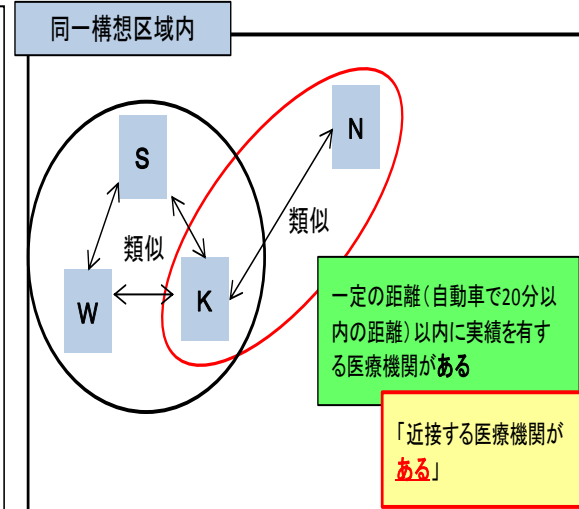 同一構想区域内
N
S
類似
類似
W
K
一定の距離(自動車で20分以
内の距離)以内に実績を有す
る医療機関がある
「近接する医療機関が
ある」